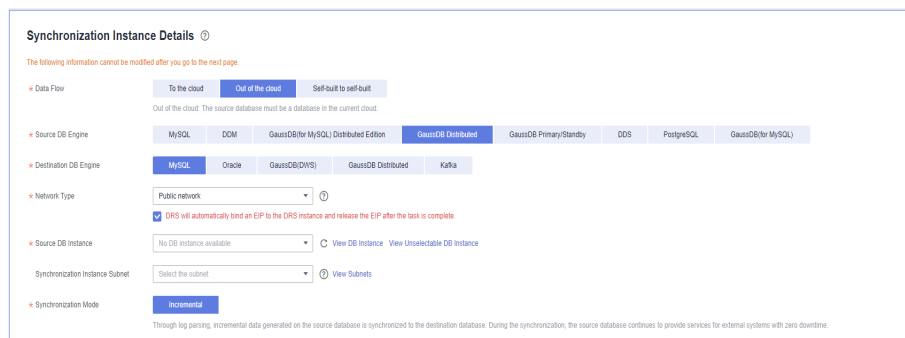 Synchronization Instance Details ?
The following information cannot be modified after you go to the next page.
* Data Flow To the cloud Out of the cloud Self-built to self-built
Out of the cloud: The source database must be a database in the current cloud.
* Source DB Engine MySQL DDM GaussDB(for MySQL) Distributed Edition GaussDB Distributed GaussDB Primary/Standby DDS PostgreSQL GaussDB(for MySQL)
* Destination DB Engine MySQL Oracle GaussDB(DWS) GaussDB Distributed Kafka
* Network Type Public network ?
DRS will automatically bind an EIP to the DRS instance and release the EIP after the task is complete.
* Source DB Instance No DB instance available View DB Instance View Unselectable DB Instance
Synchronization Instance Subnet Select the subnet ? View Subnets
* Synchronization Mode Incremental
Through log parsing, incremental data generated on the source database is synchronized to the destination database. During the synchronization, the source database continues to provide services for external systems with zero downtime.